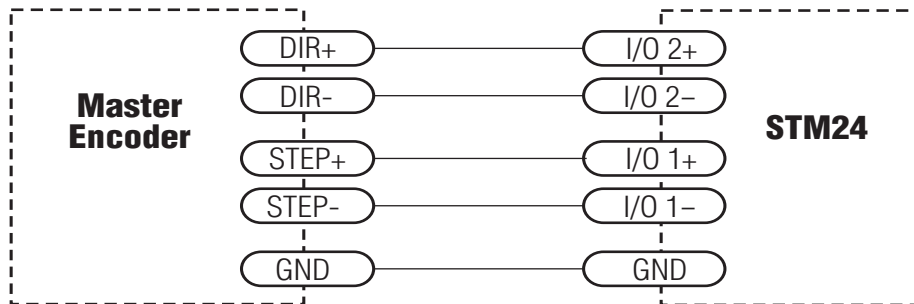 DIR+ I/O 2+
DIR- I/O 2–
Master
Encoder
STM24
STEP+ I/O 1+
STEP- I/O 1–
GND GND